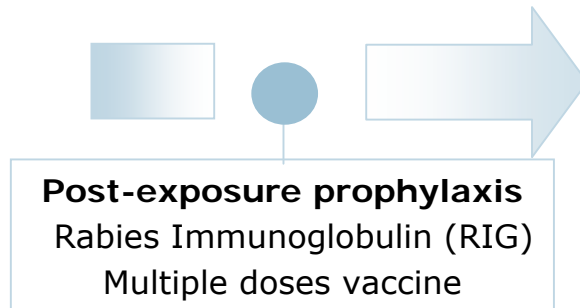 Post-exposure prophylaxis
Rabies Immunoglobulin (RIG)
Multiple doses vaccine